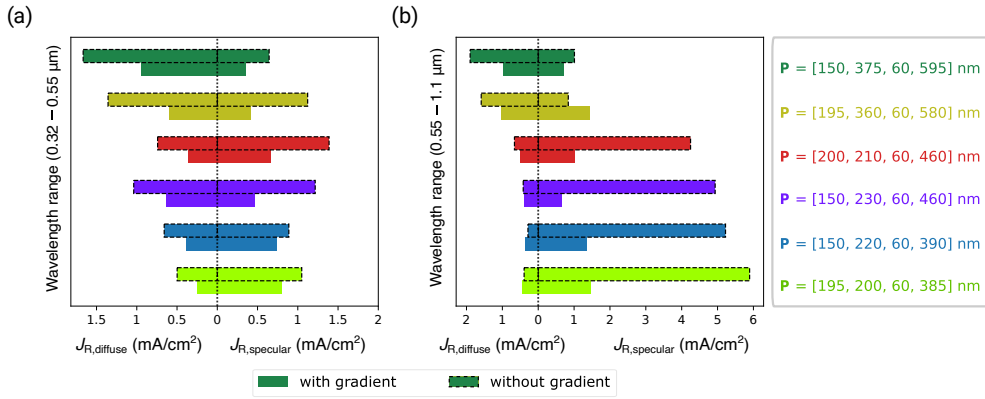 (a)
(b)
Wavelength range (0.32 – 0.55 μm)
1.5 1 0.5 0 0.5 1 1.5 2
J_R,diffuse (mA/cm²) J_R,specular (mA/cm²)
Wavelength range (0.55 – 1.1 μm)
2 1 0 1 2 3 4 5 6
J_R,diffuse (mA/cm²) J_R,specular (mA/cm²)
P = [150, 375, 60, 595] nm
P = [195, 360, 60, 580] nm
P = [200, 210, 60, 460] nm
P = [150, 230, 60, 460] nm
P = [150, 220, 60, 390] nm
P = [195, 200, 60, 385] nm
with gradient without gradient